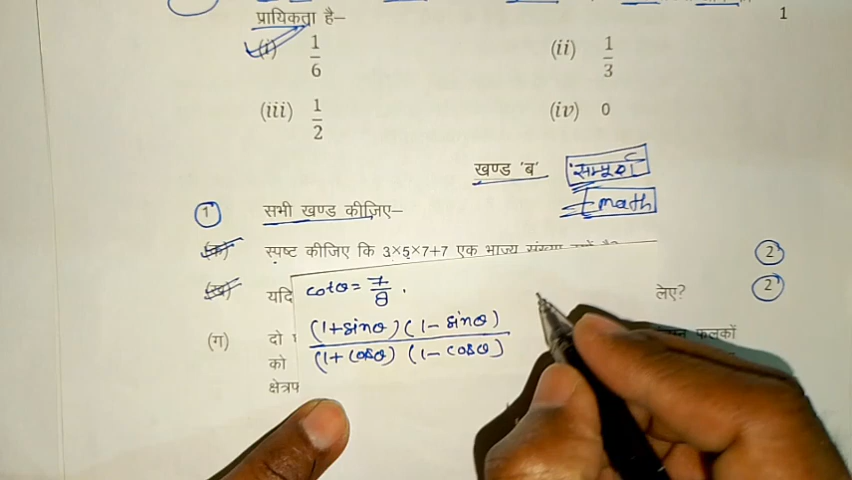 प्रायिकता है– 1
(i) 1/6 (ii) 1/3
(iii) 1/2 (iv) 0
खण्ड 'ब' 'सम्पूर्ण
math
1 सभी खण्ड कीजिए–
(क) स्पष्ट कीजिए कि 3×5×7+7 एक भाज्य संख्या 2
(ख) यदि cotθ = 7/8 . लेए? 2
(1+sinθ) (1-sinθ)
(1+cosθ) (1-cosθ)
(ग) दो फलकों
को
क्षेत्रफ